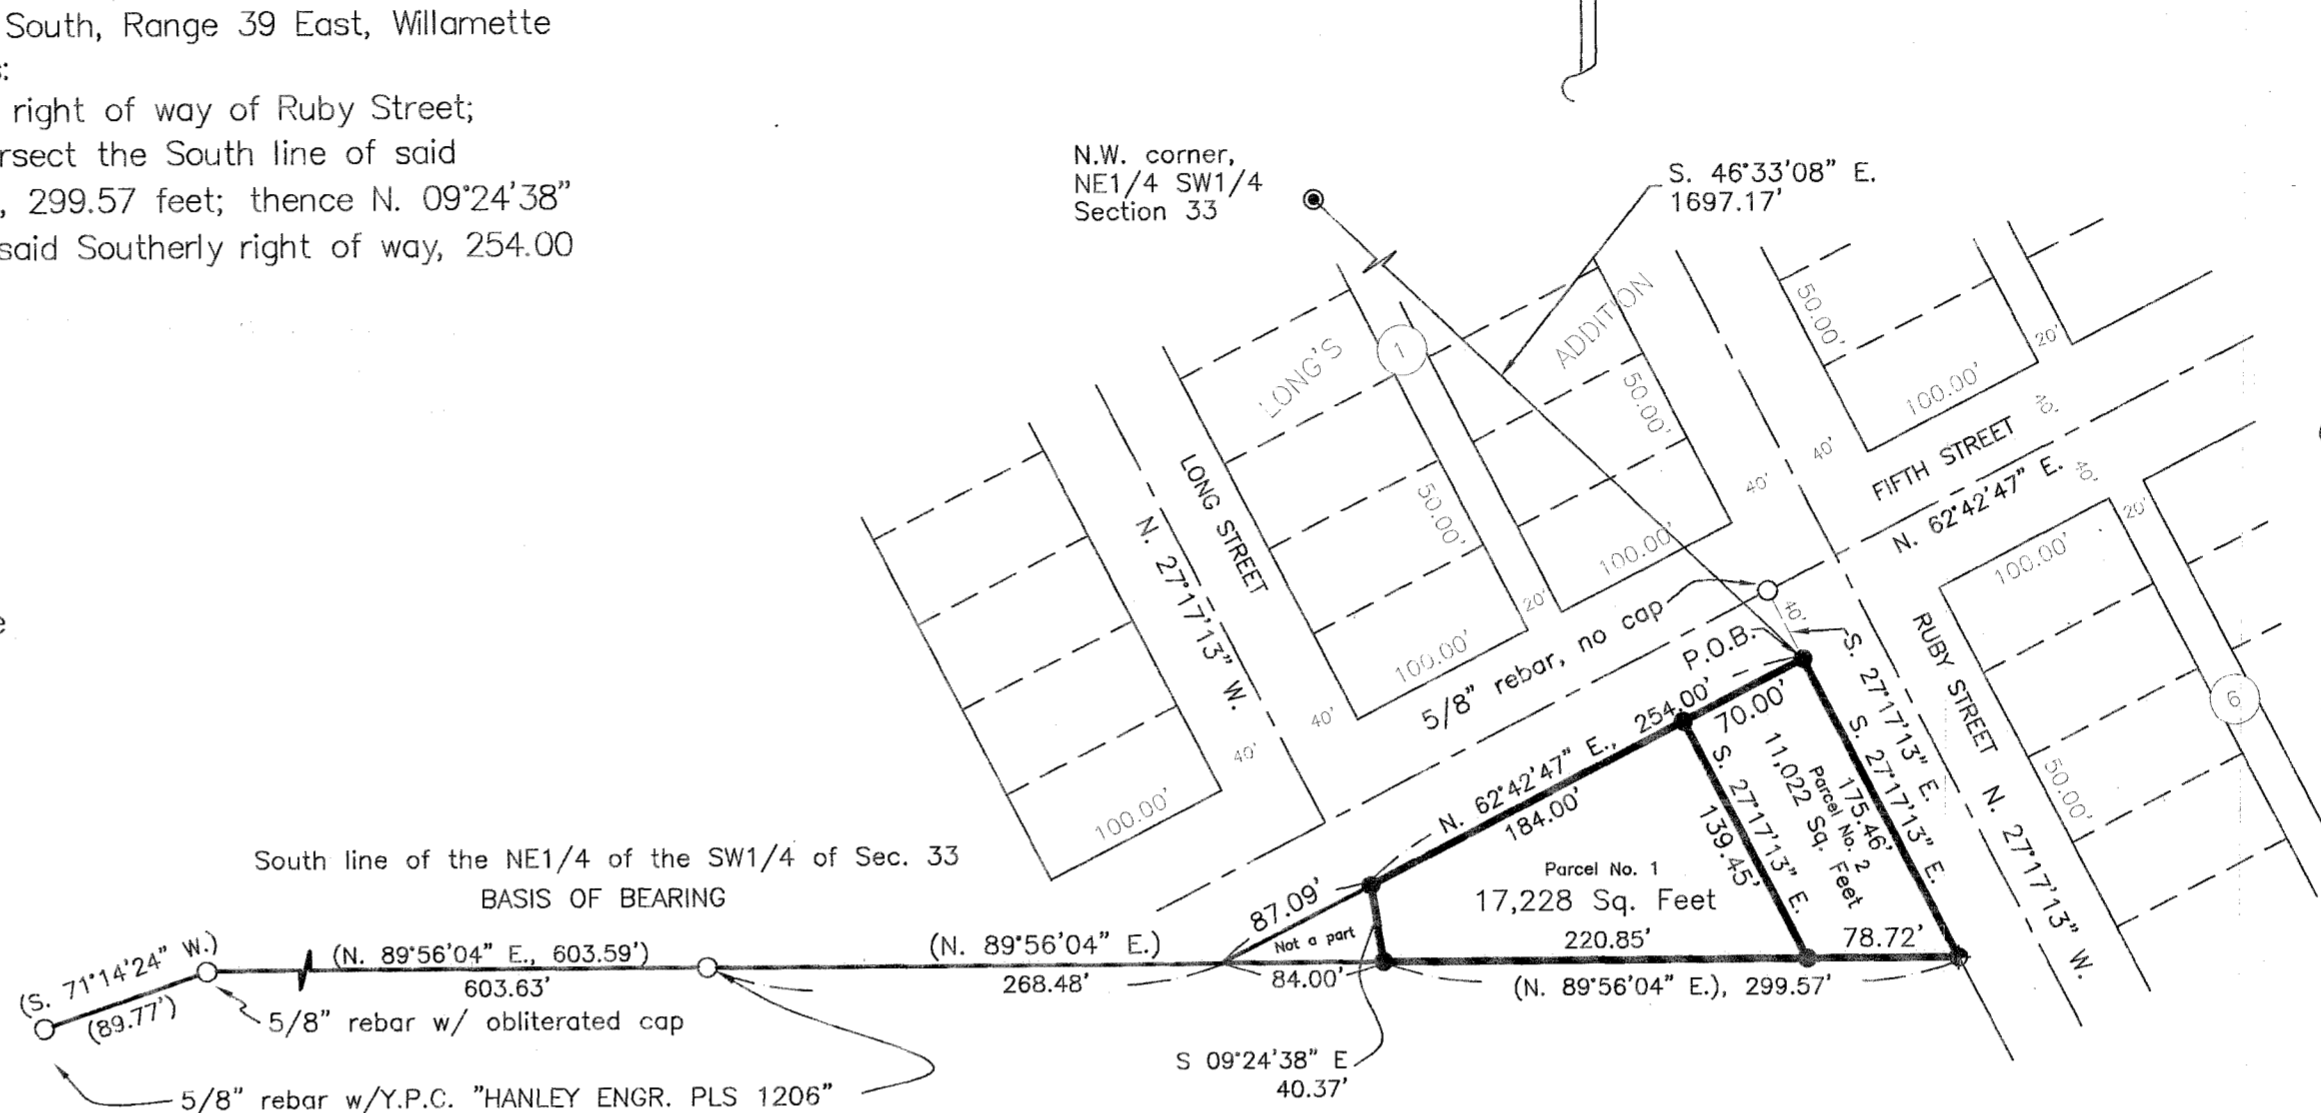 South, Range 39 East, Willamette
s:
right of way of Ruby Street;
rsect the South line of said
, 299.57 feet; thence N. 09°24'38"
said Southerly right of way, 254.00
e
N.W. corner,
NE1/4 SW1/4
Section 33
S. 46°33'08" E.
1697.17'
LONG'S
1
ADDITION
50.00'
50.00'
50.00'
100.00'
100.00'
100.00'
100.00'
20'
20'
40'
40'
40'
40'
FIFTH STREET
40'
40'
N. 62°42'47" E.
20'
100.00'
LONG STREET
N. 27°17'13" W.
40'
5/8" rebar, no cap
P.O.B.
S. 27°17'13" E.
RUBY STREET
N. 27°17'13" W.
6
50.00'
N. 62°42'47" E., 254.00'
184.00'
70.00'
S. 27°17'13" E.
139.45'
S. 27°17'13" E.
175.46'
Parcel No. 2
11,022 Sq. Feet
Parcel No. 1
17,228 Sq. Feet
220.85'
78.72'
(N. 89°56'04" E.), 299.57'
87.09'
Not a part
84.00'
S 09°24'38" E
40.37'
South line of the NE1/4 of the SW1/4 of Sec. 33
BASIS OF BEARING
(S. 71°14'24" W.)
(89.77')
(N. 89°56'04" E., 603.59')
603.63'
(N. 89°56'04" E.)
268.48'
5/8" rebar w/ obliterated cap
5/8" rebar w/Y.P.C. "HANLEY ENGR. PLS 1206"